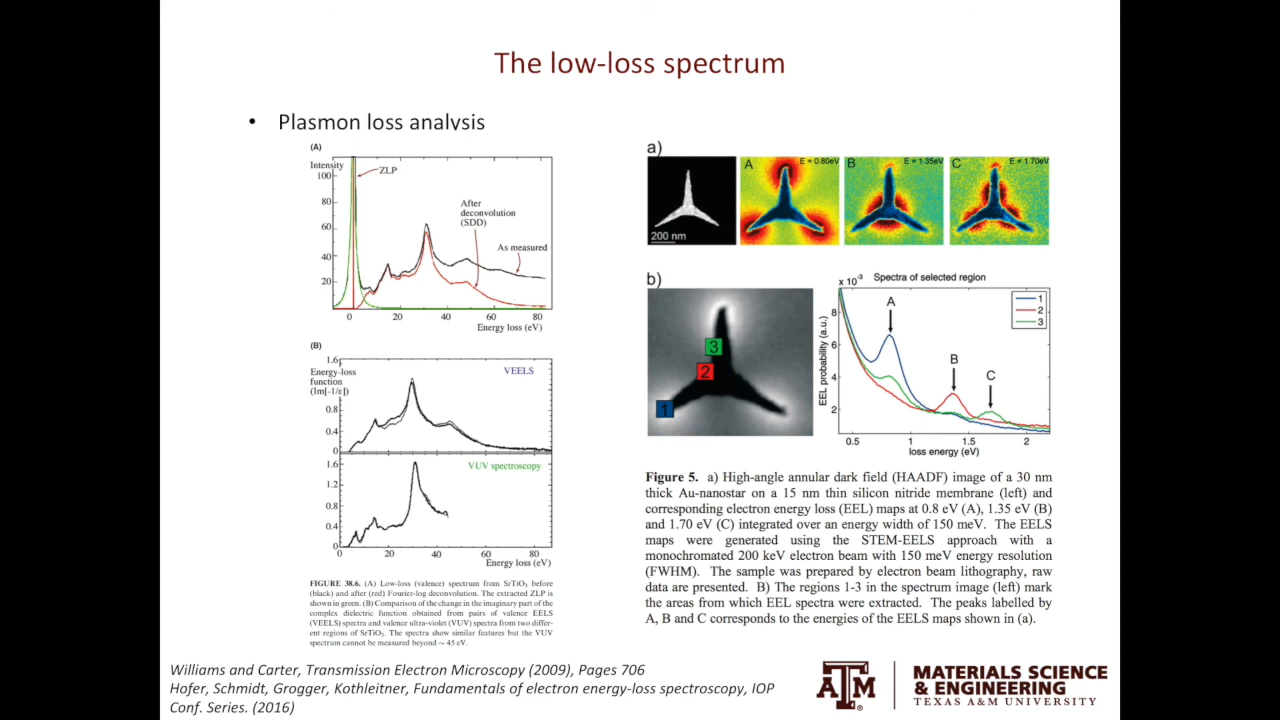 The low-loss spectrum
• Plasmon loss analysis
(A)
Intensity
100
80
60
40
20
ZLP
After
deconvolution
(SDD)
As measured
0 20 40 60 80
Energy loss (eV)
(B)
1.6
Energy-loss
function
(Im[-1/ε])
0.8
0.4
0
VEELS
1.6
1.2
0.8
0.4
0
VUV spectroscopy
0 20 40 60 80
Energy loss (eV)
FIGURE 38.6. (A) Low-loss (valence) spectrum from SrTiO3 before
(black) and after (red) Fourier-log deconvolution. The extracted ZLP is
shown in green. (B) Comparison of the change in the imaginary part of the
complex dielectric function obtained from pairs of valence EELS
(VEELS) spectra and valence ultra-violet (VUV) spectra from two differ-
ent regions of SrTiO3. The spectra show similar features but the VUV
spectrum cannot be measured beyond ~ 45 eV.
a)
200 nm
A E = 0.80eV
B E = 1.35eV
C E = 1.70eV
b)
3
2
1
x 10⁻³ Spectra of selected region
EEL probability (a.u.)
8
6
4
2
A
B
C
1
2
3
0.5 1 1.5 2
loss energy (eV)
Figure 5. a) High-angle annular dark field (HAADF) image of a 30 nm
thick Au-nanostar on a 15 nm thin silicon nitride membrane (left) and
corresponding electron energy loss (EEL) maps at 0.8 eV (A), 1.35 eV (B)
and 1.70 eV (C) integrated over an energy width of 150 meV. The EELS
maps were generated using the STEM-EELS approach with a
monochromated 200 keV electron beam with 150 meV energy resolution
(FWHM). The sample was prepared by electron beam lithography, raw
data are presented. B) The regions 1-3 in the spectrum image (left) mark
the areas from which EEL spectra were extracted. The peaks labelled by
A, B and C corresponds to the energies of the EELS maps shown in (a).
Williams and Carter, Transmission Electron Microscopy (2009), Pages 706
Hofer, Schmidt, Grogger, Kothleitner, Fundamentals of electron energy-loss spectroscopy, IOP
Conf. Series. (2016)
ATM
MATERIALS SCIENCE
& ENGINEERING
TEXAS A&M UNIVERSITY